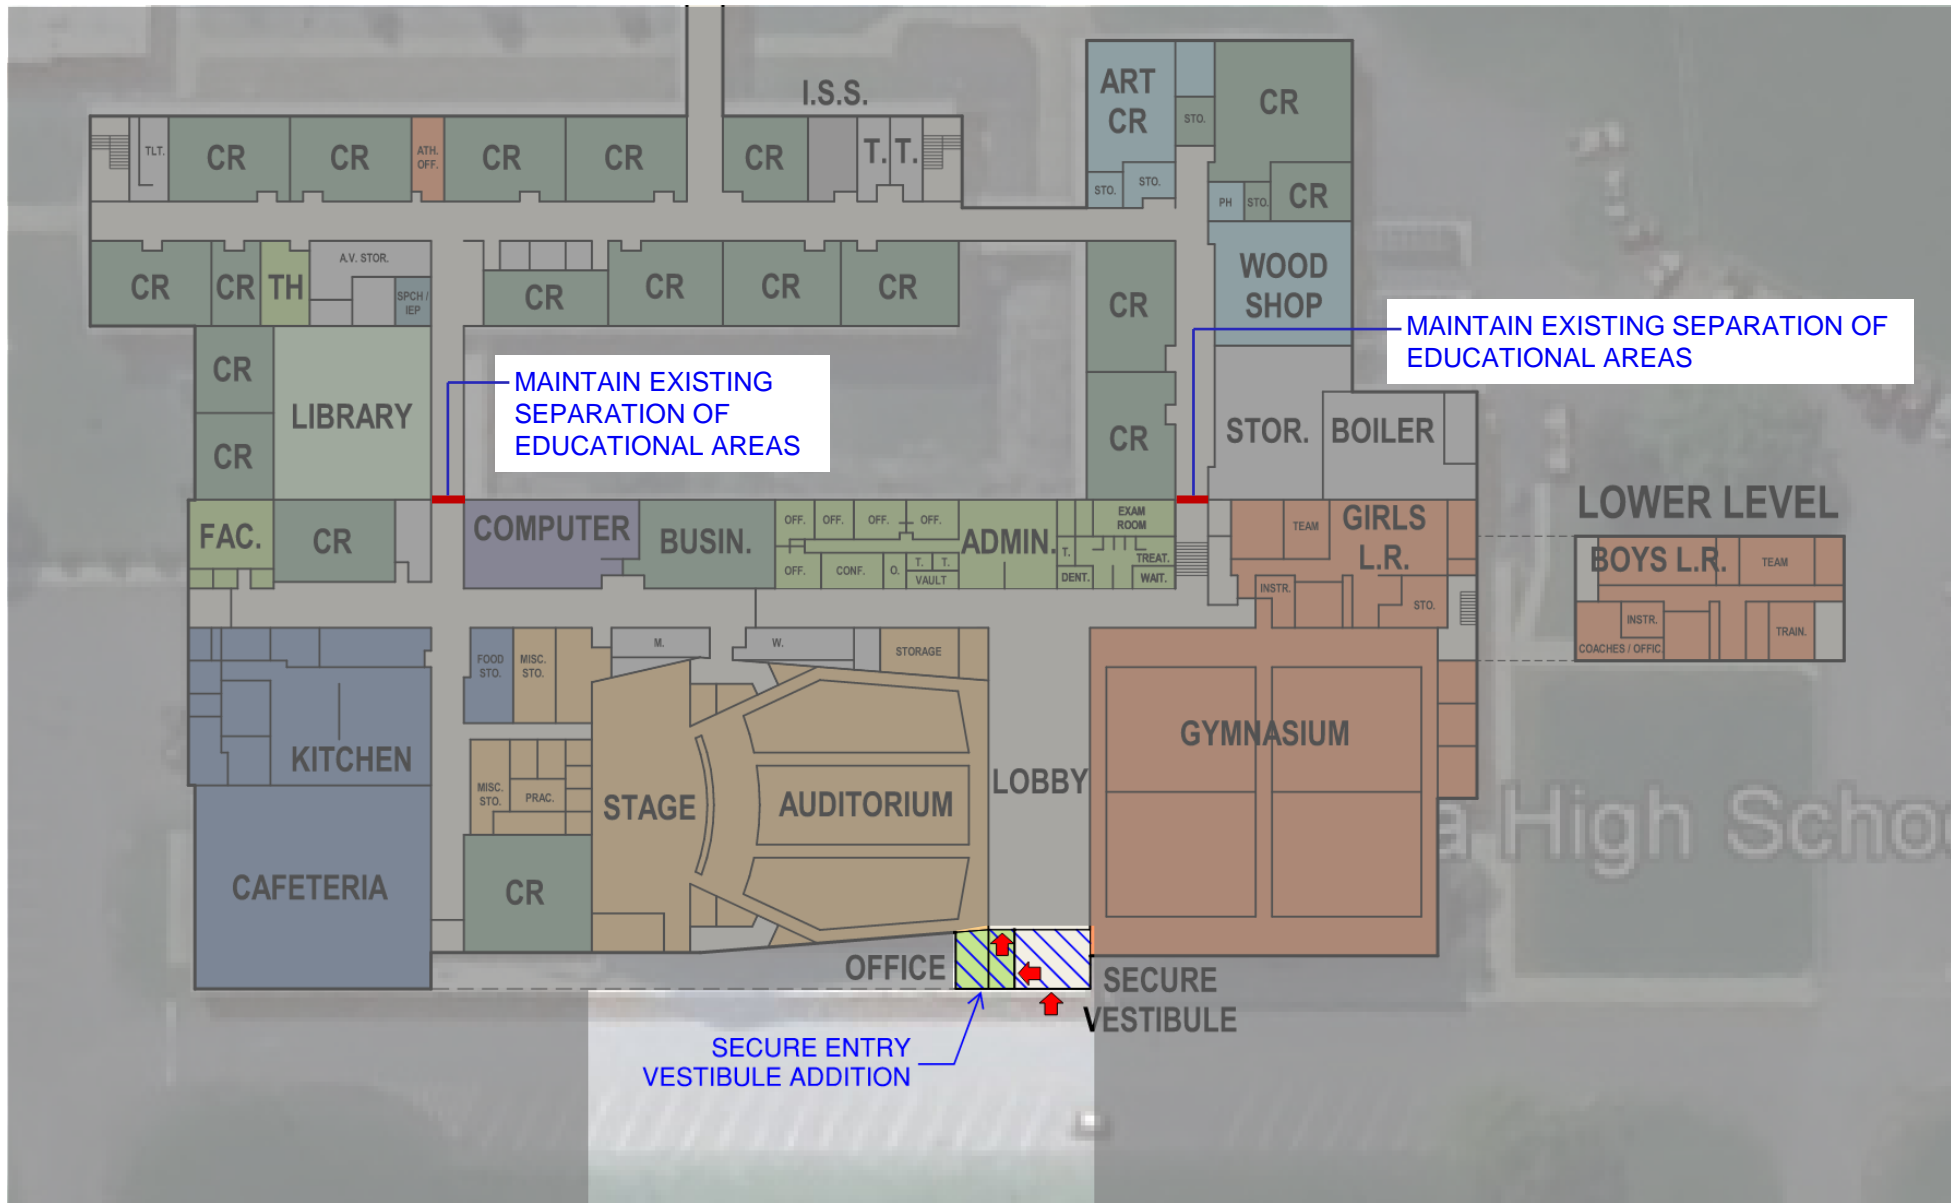 I.S.S.
ART
CR
CR
STO.
TLT.
CR
CR
ATH.
OFF.
CR
CR
CR
T.
T.
STO.
STO.
PH
STO.
CR
CR
CR
TH
A.V. STOR.
SPCH /
IEP
CR
CR
CR
CR
CR
WOOD
SHOP
MAINTAIN EXISTING SEPARATION OF
EDUCATIONAL AREAS
CR
LIBRARY
MAINTAIN EXISTING
SEPARATION OF
EDUCATIONAL AREAS
CR
CR
STOR.
BOILER
FAC.
CR
COMPUTER
BUSIN.
OFF.
OFF.
OFF.
OFF.
OFF.
CONF.
O.
T.
T.
VAULT
ADMIN.
EXAM
ROOM
T.
TREAT.
DENT.
WAIT.
TEAM
GIRLS
L.R.
INSTR.
STO.
LOWER LEVEL
BOYS L.R.
TEAM
INSTR.
COACHES / OFFIC
TRAIN.
FOOD
STO.
MISC.
STO.
M.
W.
STORAGE
KITCHEN
MISC.
STO.
PRAC.
STAGE
AUDITORIUM
LOBBY
GYMNASIUM
a High Schoo
CAFETERIA
CR
OFFICE
SECURE
VESTIBULE
SECURE ENTRY
VESTIBULE ADDITION